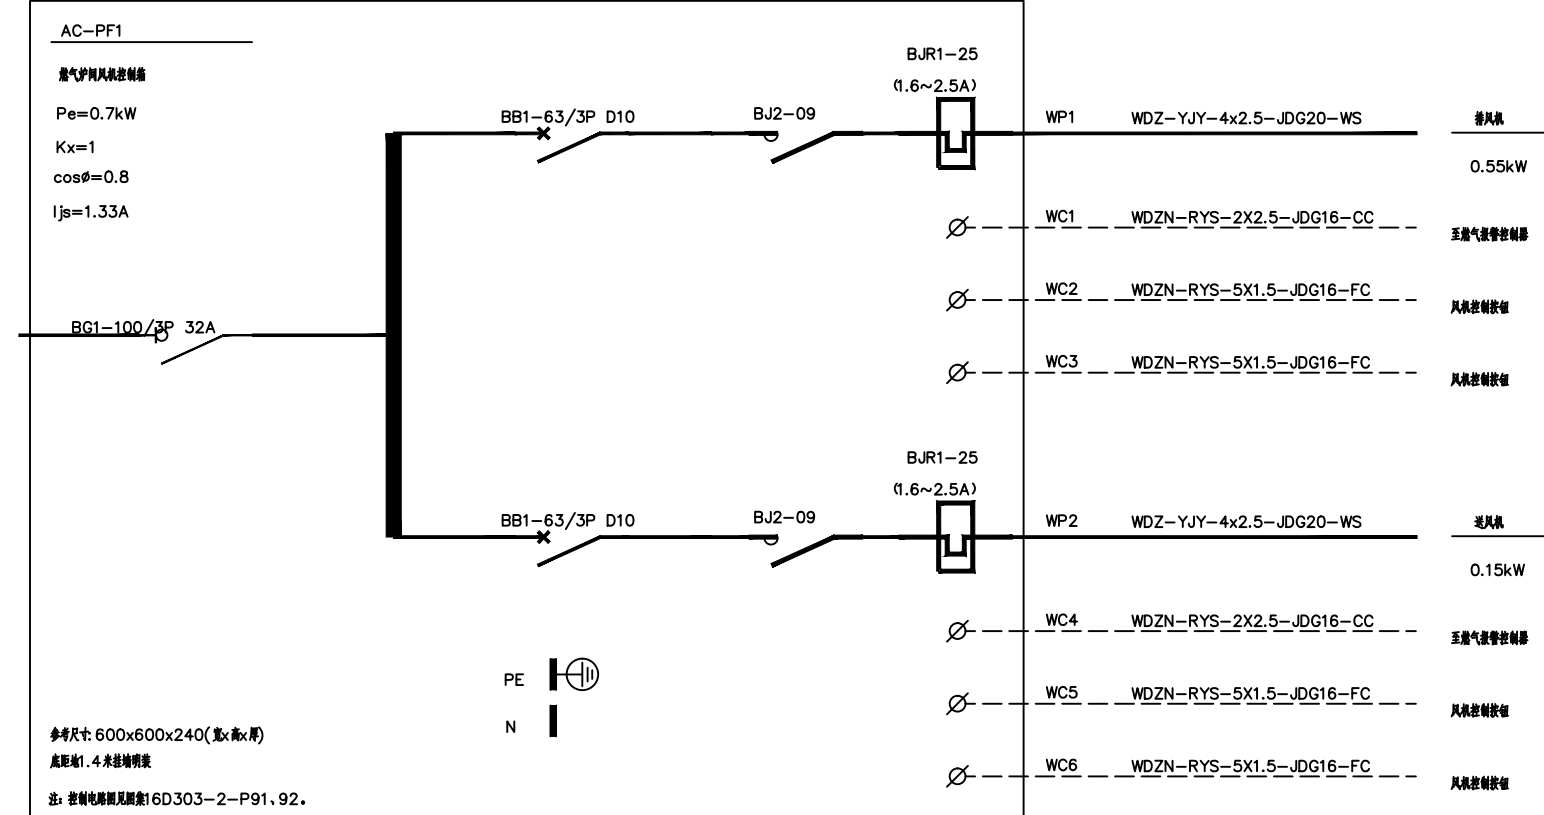 AC-PF1
燃气炉间风机控制箱
Pe=0.7kW
Kx=1
cosø=0.8
Ijs=1.33A
BG1-100/3P 32A
BB1-63/3P D10
BJ2-09
BJR1-25
(1.6~2.5A)
WP1 WDZ-YJY-4x2.5-JDG20-WS 排风机
0.55kW
WC1 WDZN-RYS-2X2.5-JDG16-CC 至燃气报警控制器
WC2 WDZN-RYS-5X1.5-JDG16-FC 风机控制按钮
WC3 WDZN-RYS-5X1.5-JDG16-FC 风机控制按钮
BB1-63/3P D10
BJ2-09
BJR1-25
(1.6~2.5A)
WP2 WDZ-YJY-4x2.5-JDG20-WS 送风机
0.15kW
WC4 WDZN-RYS-2X2.5-JDG16-CC 至燃气报警控制器
WC5 WDZN-RYS-5X1.5-JDG16-FC 风机控制按钮
WC6 WDZN-RYS-5X1.5-JDG16-FC 风机控制按钮
PE
N
参考尺寸: 600x600x240(宽x高x厚)
底距地1.4米挂墙明装
注: 控制电路图见图集16D303-2-P91、92。